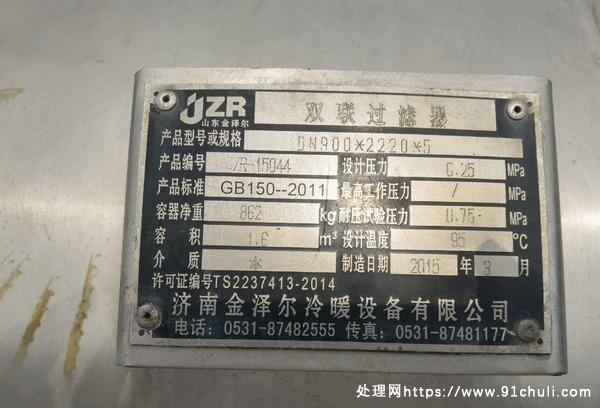 JZR
山东金泽尔
双联过滤器
产品型号或规格 DN900*2220*5
产品编号 ZR-15044 设计压力 0.25 MPa
产品标准 GB150--2011 最高工作压力 / MPa
容器净重 862 kg 耐压试验压力 0.75 MPa
容积 1.6 m³ 设计温度 95 ℃
介质 水 制造日期 2015 年 3 月
许可证编号TS2237413-2014
济南金泽尔冷暖设备有限公司
电话: 0531-87482555 传真: 0531-87481177
处理网https://www.91chuli.com/